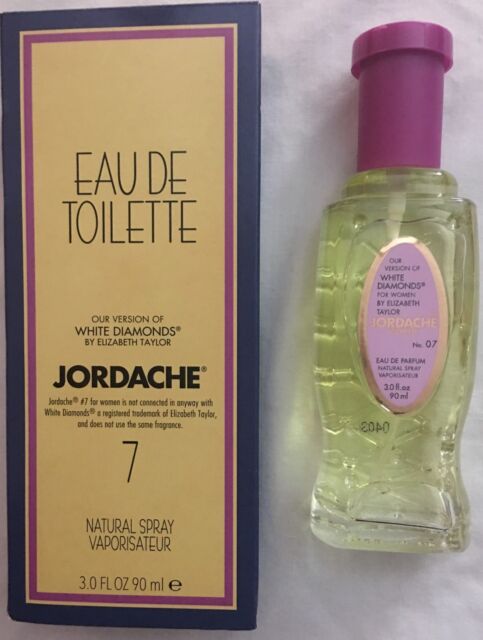 EAU DE
TOILETTE
OUR VERSION OF
WHITE DIAMONDS®
BY ELIZABETH TAYLOR
JORDACHE®
Jordache® #7 for women is not connected in anyway with
White Diamonds® a registered trademark of Elizabeth Taylor,
and does not use the same fragrance.
7
NATURAL SPRAY
VAPORISATEUR
3.0 FL OZ 90 ml ℮
OUR
VERSION OF
WHITE
DIAMONDS®
FOR WOMEN
BY ELIZABETH
TAYLOR
JORDACHE
No. 07
EAU DE PARFUM
NATURAL SPRAY
VAPORISATEUR
3.0 fl.oz
90 ml
0403